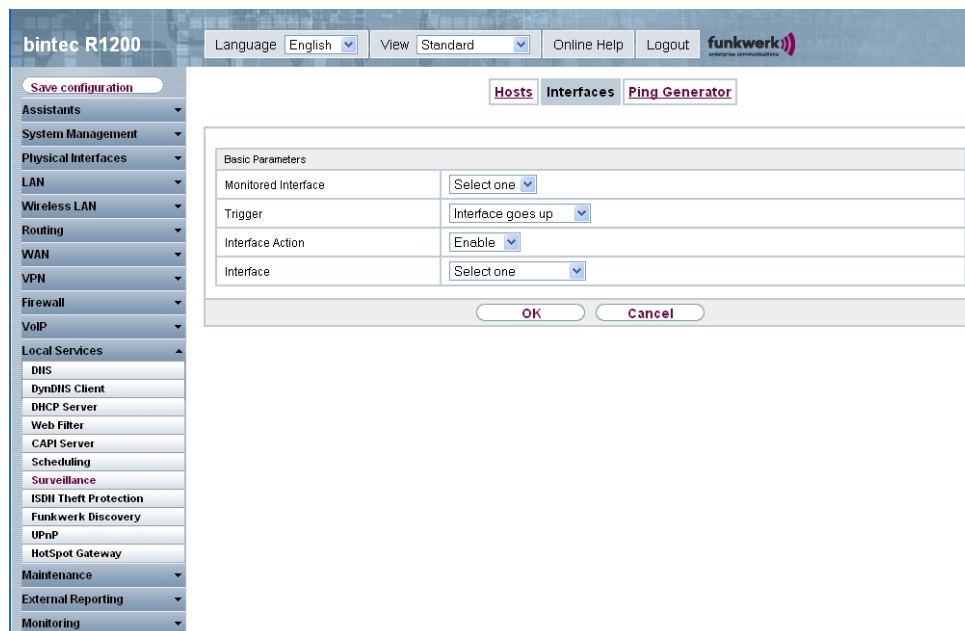 bintec R1200
Language English View Standard Online Help Logout funkwerk
enterprise communications
Save configuration
Hosts Interfaces Ping Generator
Assistants
System Management
Physical Interfaces
LAN
Wireless LAN
Routing
WAN
VPN
Firewall
VoIP
Local Services
DNS
DynDNS Client
DHCP Server
Web Filter
CAPI Server
Scheduling
Surveillance
ISDN Theft Protection
Funkwerk Discovery
UPnP
HotSpot Gateway
Maintenance
External Reporting
Monitoring
Basic Parameters
Monitored Interface Select one
Trigger Interface goes up
Interface Action Enable
Interface Select one
OK Cancel